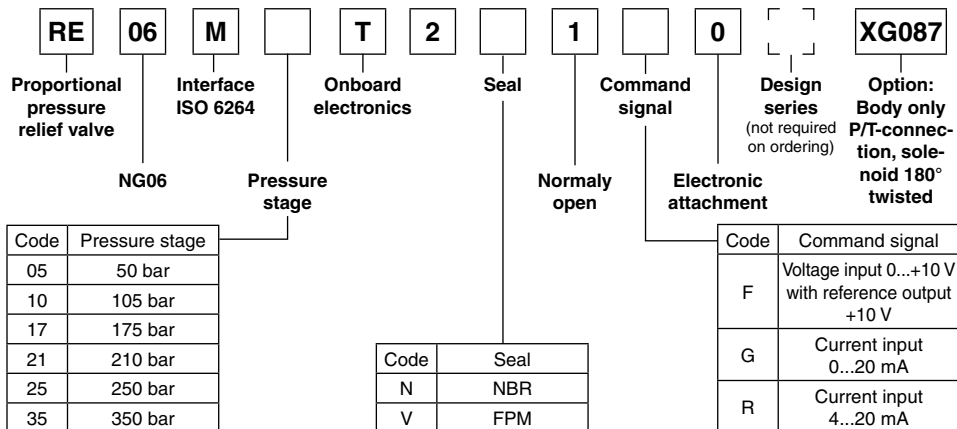 RE 06 M T 2 1 0 XG087
Proportional
pressure
relief valve
NG06
Interface
ISO 6264
Pressure
stage
Onboard
electronics
Seal
Normaly
open
Command
signal
Electronic
attachment
Design
series
(not required
on ordering)
Option:
Body only
P/T-connec-
tion, sole-
noid 180°
twisted
Code Pressure stage
05 50 bar
10 105 bar
17 175 bar
21 210 bar
25 250 bar
35 350 bar
Code Seal
N NBR
V FPM
Code Command signal
F Voltage input 0...+10 V
with reference output
+10 V
G Current input
0...20 mA
R Current input
4...20 mA